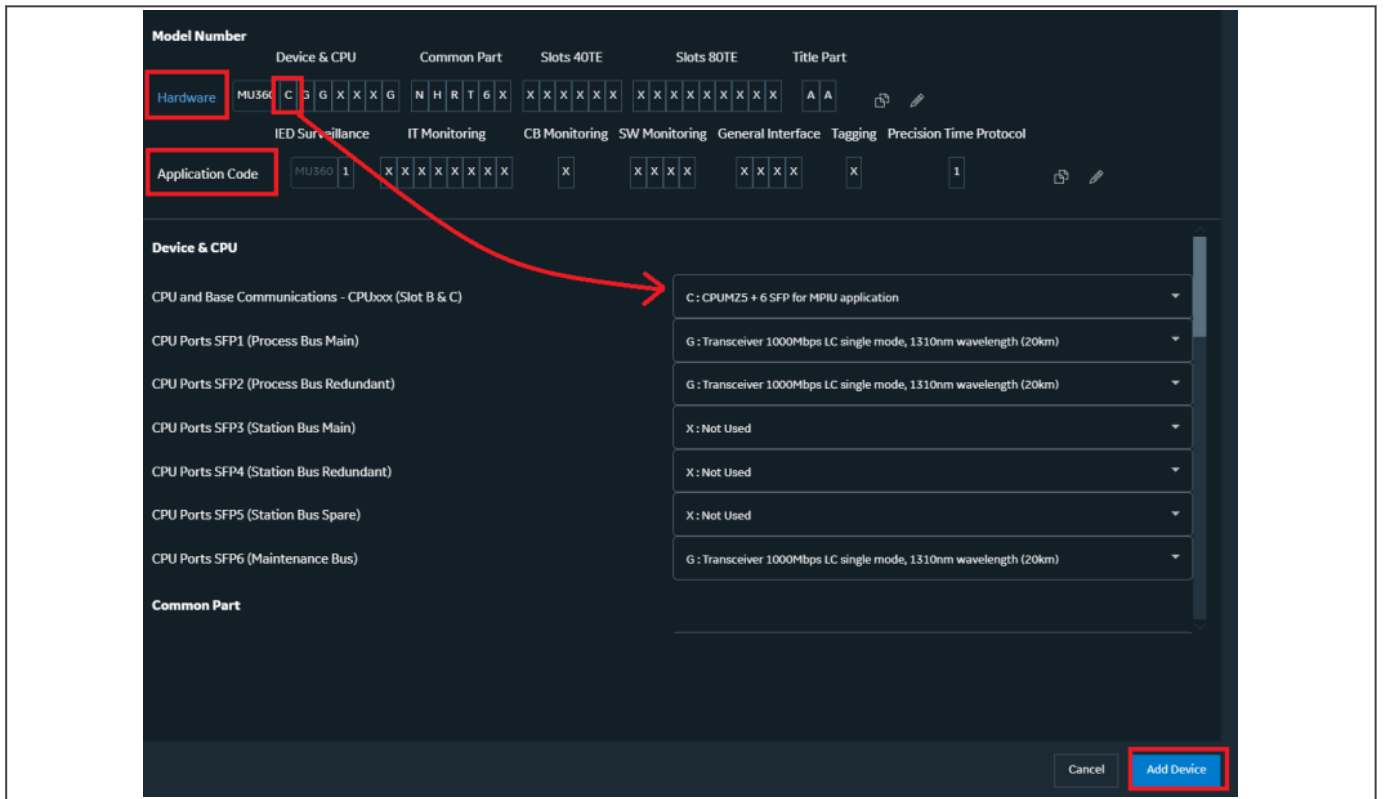 Model Number
Device & CPU Common Part Slots 40TE Slots 80TE Title Part
Hardware MU360 C G G X X X G N H R T 6 X X X X X X X X X X X X X X X X A A
IED Surveillance IT Monitoring CB Monitoring SW Monitoring General Interface Tagging Precision Time Protocol
Application Code MU360 1 X X X X X X X X X X X X X X X X X X 1
Device & CPU
CPU and Base Communications - CPUxxx (Slot B & C) C : CPUMZ5 + 6 SFP for MPIU application
CPU Ports SFP1 (Process Bus Main) G : Transceiver 1000Mbps LC single mode, 1310nm wavelength (20km)
CPU Ports SFP2 (Process Bus Redundant) G : Transceiver 1000Mbps LC single mode, 1310nm wavelength (20km)
CPU Ports SFP3 (Station Bus Main) X : Not Used
CPU Ports SFP4 (Station Bus Redundant) X : Not Used
CPU Ports SFP5 (Station Bus Spare) X : Not Used
CPU Ports SFP6 (Maintenance Bus) G : Transceiver 1000Mbps LC single mode, 1310nm wavelength (20km)
Common Part
Cancel Add Device